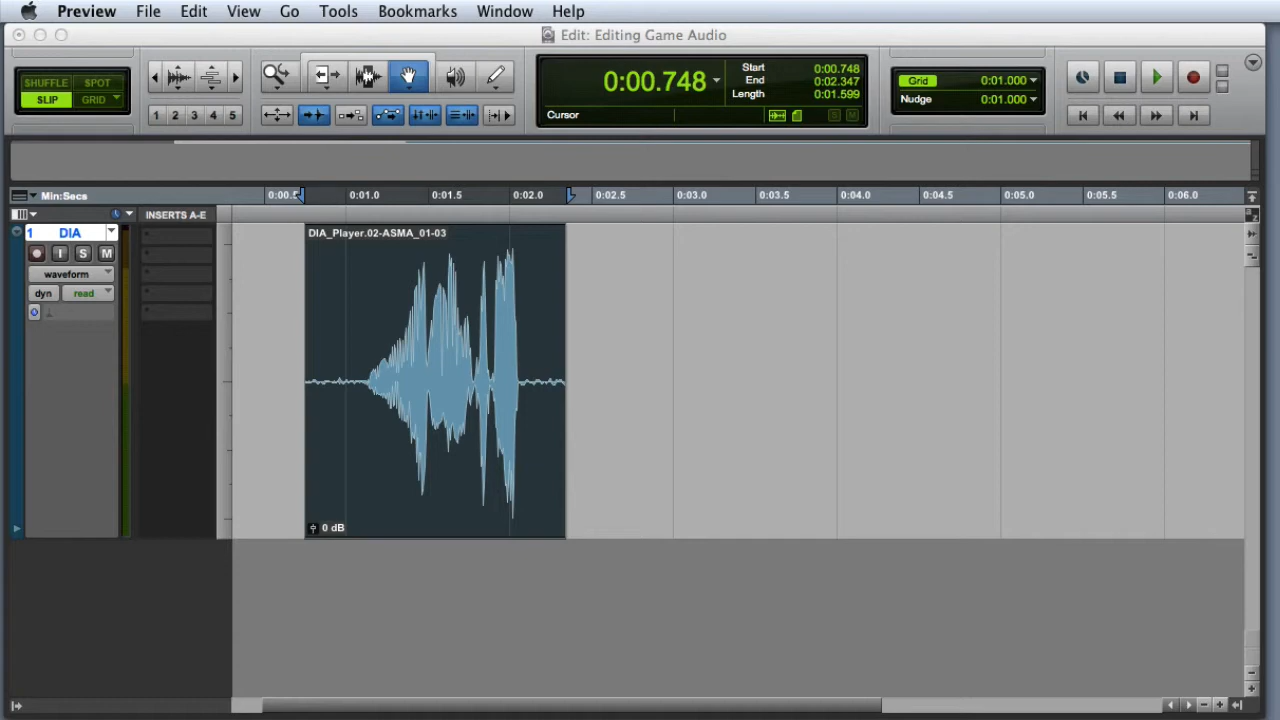 Preview File Edit View Go Tools Bookmarks Window Help
Edit: Editing Game Audio
SHUFFLE SPOT
SLIP GRID
1 2 3 4 5
0:00.748
Start 0:00.748
End 0:02.347
Length 0:01.599
Cursor
S M
Grid 0:01.000
Nudge 0:01.000
Min:Secs
0:00.5 0:01.0 0:01.5 0:02.0 0:02.5 0:03.0 0:03.5 0:04.0 0:04.5 0:05.0 0:05.5 0:06.0
INSERTS A-E
1 DIA
I S M
waveform
dyn read
DIA_Player.02-ASMA_01-03
0 dB
a z